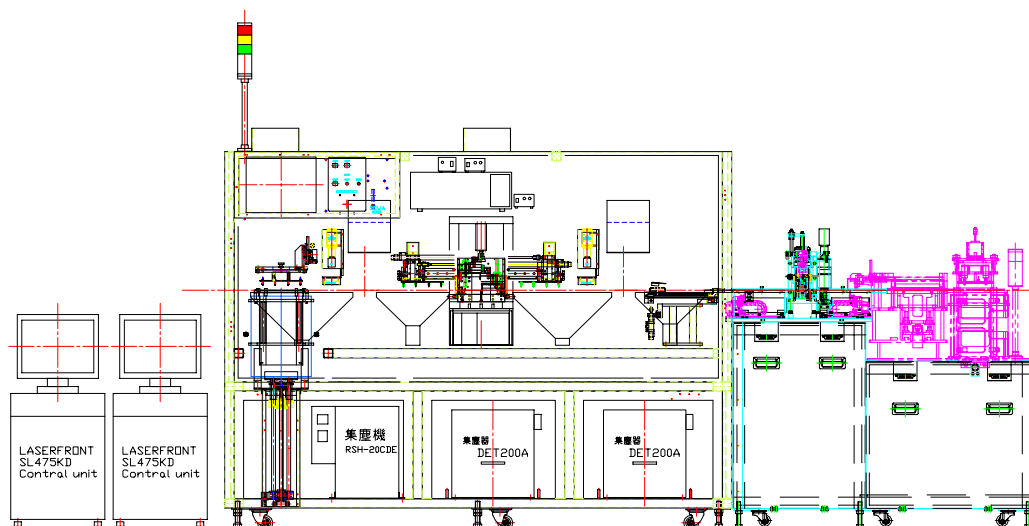 LASERFRONT
SL475KD
Contral unit
LASERFRONT
SL475KD
Contral unit
集塵機
RSH-20CDE
集塵器
DET200A
集塵器
DET200A